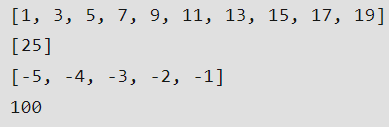 [1, 3, 5, 7, 9, 11, 13, 15, 17, 19]
[25]
[-5, -4, -3, -2, -1]
100